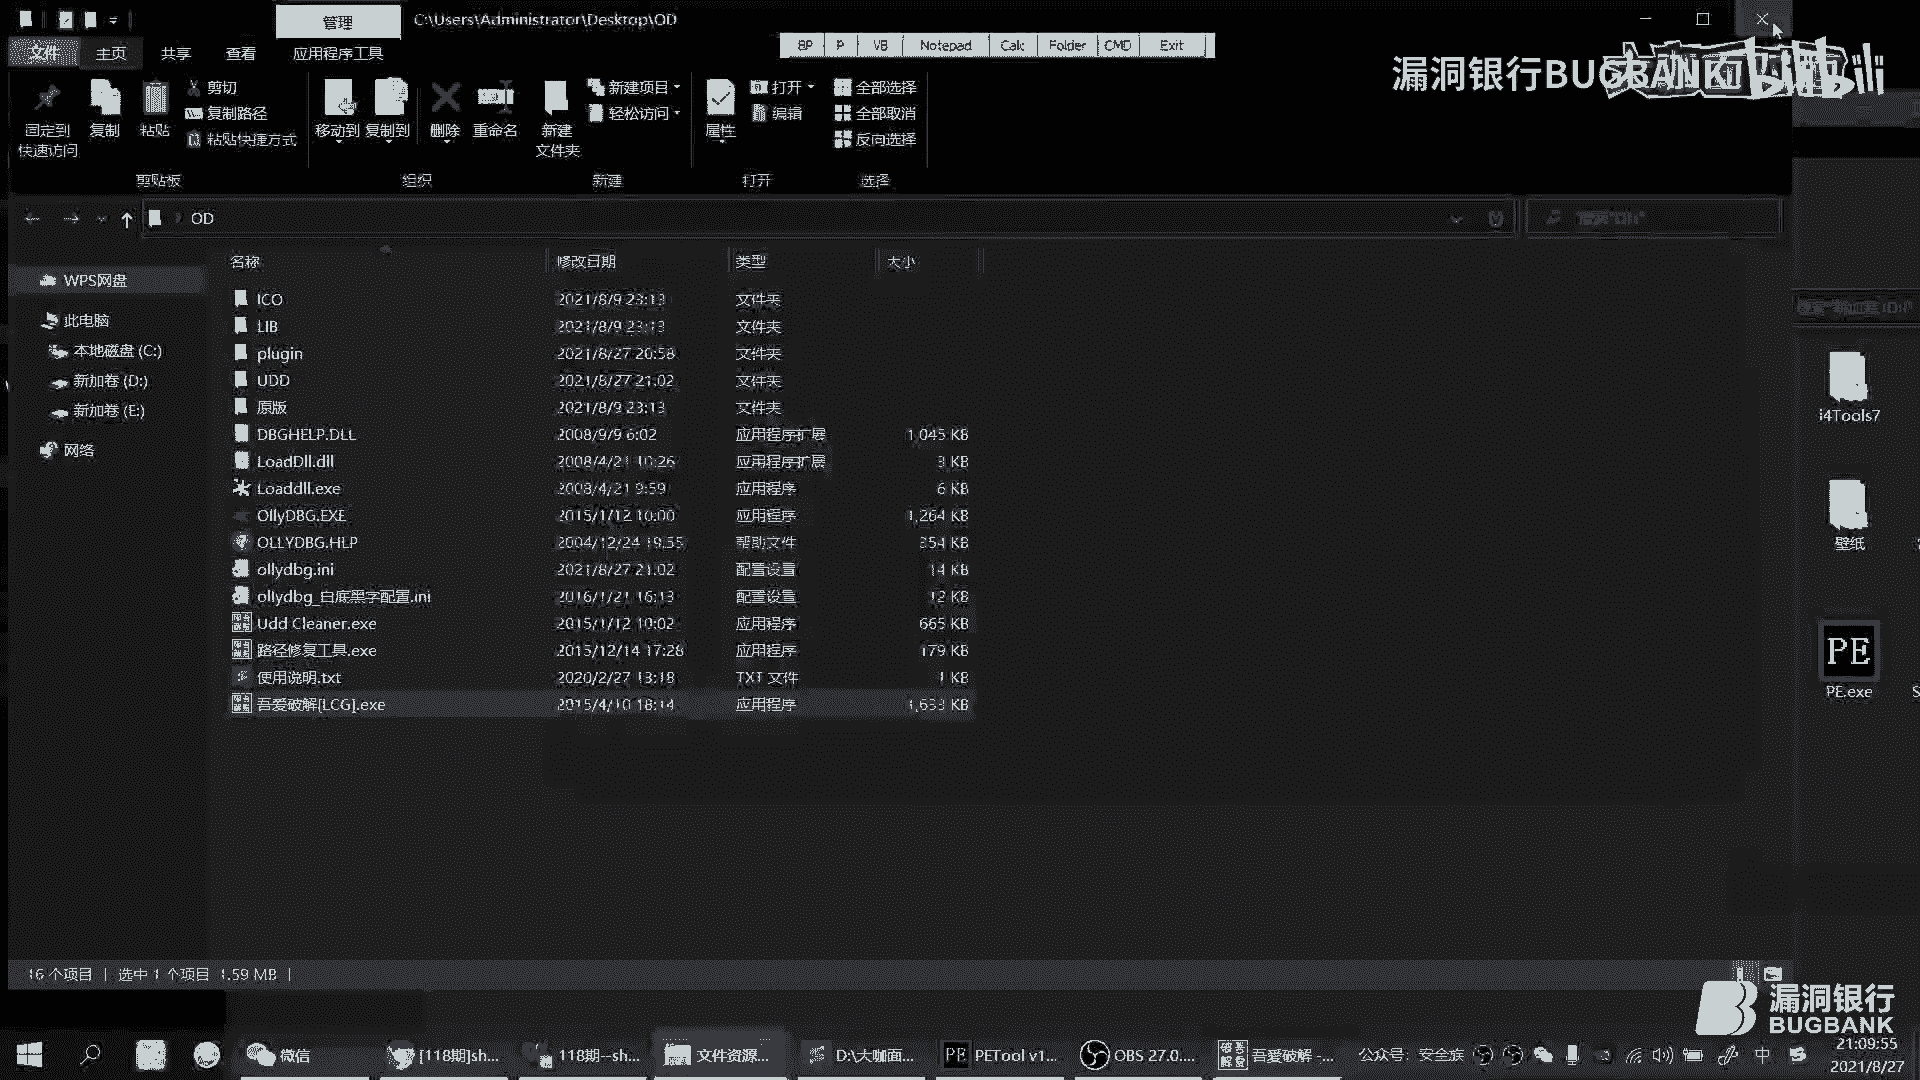 管理
C:\Users\Administrator\Desktop\OD
文件
主页
共享
查看
应用程序工具
BP
P
VB
Notepad
Calc
Folder
CMD
Exit
漏洞银行BUGBANK
bilibili
固定到
快速访问
复制
粘贴
剪切
复制路径
粘贴快捷方式
移动到
复制到
删除
重命名
新建
文件夹
新建项目
轻松访问
属性
打开
编辑
全部选择
全部取消
反向选择
剪贴板
组织
新建
打开
选择
OD
名称 修改日期 类型 大小
WPS网盘
此电脑
本地磁盘 (C:)
新加卷 (D:)
新加卷 (E:)
网络
ICO 2021/8/9 23:13 文件夹
LIB 2021/8/9 23:13 文件夹
plugin 2021/8/27 20:58 文件夹
UDD 2021/8/27 21:02 文件夹
原版 2021/8/9 23:13 文件夹
DBGHELP.DLL 2008/9/9 6:02 应用程序扩展 1,045 KB
LoadDll.dll 2008/4/21 10:26 应用程序扩展 3 KB
Loaddll.exe 2008/4/21 9:59 应用程序 6 KB
OllyDBG.EXE 2015/1/12 10:00 应用程序 1,264 KB
OLLYDBG.HLP 2004/12/24 19:55 帮助文件 354 KB
ollydbg.ini 2021/8/27 21:02 配置设置 14 KB
ollydbg_白底黑字配置.ini 2016/1/21 16:13 配置设置 12 KB
Udd Cleaner.exe 2015/1/12 10:02 应用程序 665 KB
路径修复工具.exe 2015/12/14 17:28 应用程序 179 KB
使用说明.txt 2020/2/27 13:18 TXT 文件 1 KB
吾爱破解[LCG].exe 2015/4/10 18:14 应用程序 1,633 KB
i4Tools7
壁纸
PE
PE.exe
16 个项目 选中 1 个项目 1.59 MB
漏洞银行
BUGBANK
微信
[118期]sh...
118期--sh...
文件资源...
D:\大咖面...
PE
PETool v1...
OBS 27.0....
吾愛破解 -...
公众号：安全族
中
21:09:55
2021/8/27